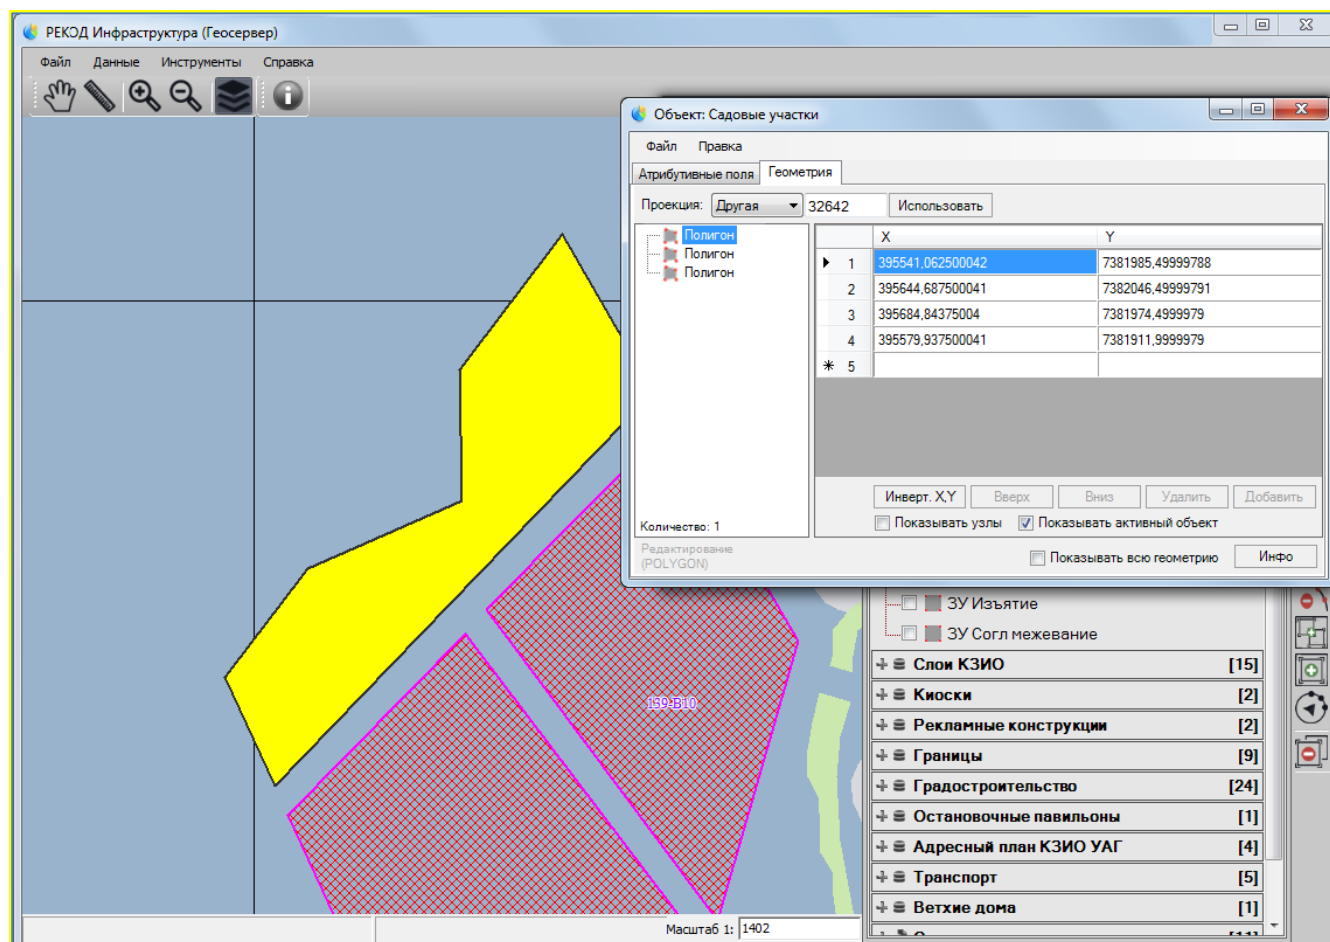 РЕКОД Инфраструктура (Геосервер)
Файл Данные Инструменты Справка
Объект: Садовые участки
Файл Правка
Атрибутивные поля Геометрия
Проекция: Другая 32642 Использовать
Полигон
Полигон
Полигон
X Y
1 395541,062500042 7381985,49999788
2 395644,687500041 7382046,49999791
3 395684,84375004 7381974,4999979
4 395579,937500041 7381911,9999979
5
Инверт. X,Y Вверх Вниз Удалить Добавить
Показывать узлы Показывать активный объект
Количество: 1
Редактирование
(POLYGON)
Показывать всю геометрию Инфо
ЗУ Изъятие
ЗУ Согл межевание
Слои КЗИО [15]
Киоски [2]
Рекламные конструкции [2]
Границы [9]
Градостроительство [24]
Остановочные павильоны [1]
Адресный план КЗИО УАГ [4]
Транспорт [5]
Ветхие дома [1]
139-В10
Масштаб 1: 1402